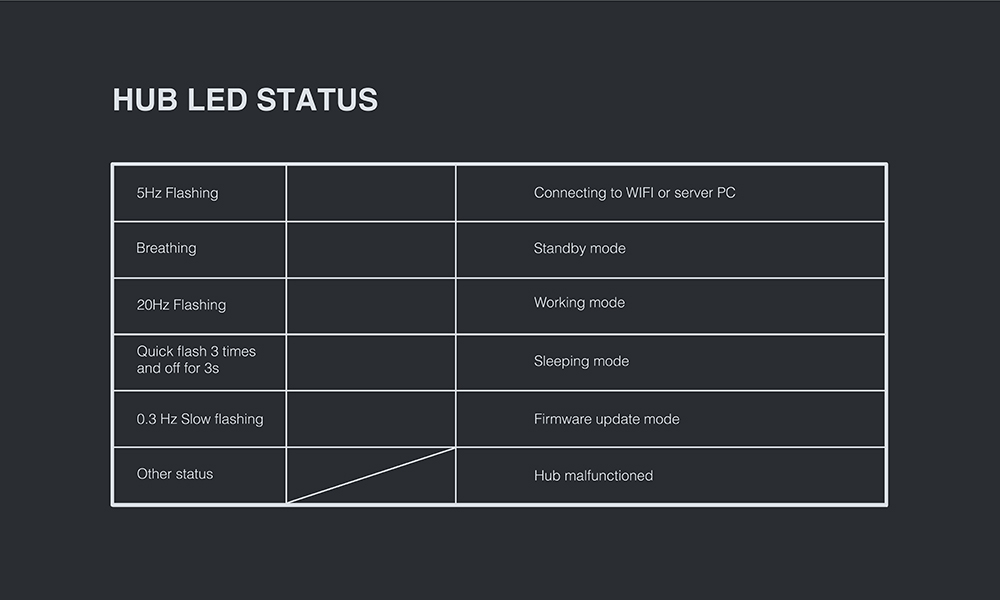 HUB LED STATUS
5Hz Flashing
Connecting to WIFI or server PC
Breathing
Standby mode
20Hz Flashing
Working mode
Quick flash 3 times
and off for 3s
Sleeping mode
0.3 Hz Slow flashing
Firmware update mode
Other status
Hub malfunctioned